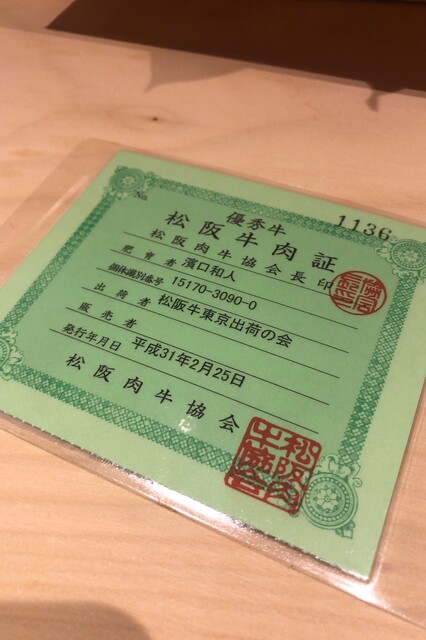 No.
1136
優秀牛
松阪牛肉証
松阪肉牛協会長印
肥育者 濱口和人
個体識別番号 15170-3090-0
出荷者 松阪牛東京出荷の会
販売者
発行年月日 平成31年2月25日
松阪肉牛協会